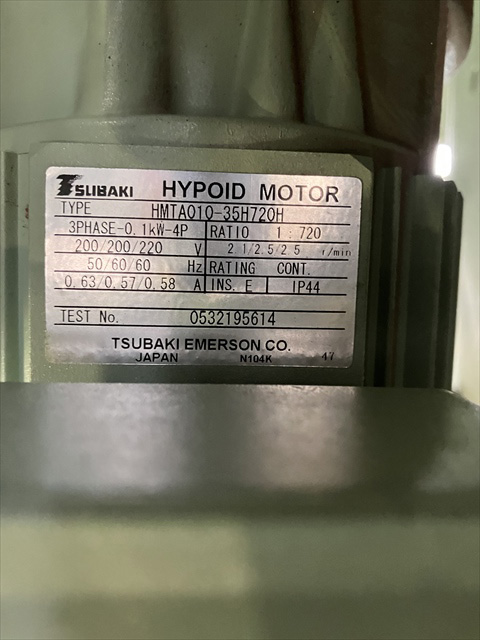 TSUBAKI HYPOID MOTOR
TYPE HMTA010-35H720H
3PHASE-0.1kW-4P RATIO 1:720
200/200/220 V 2.1/2.5/2.5 r/min
50/60/60 Hz RATING CONT.
0.63/0.57/0.58 A INS. E IP44
TEST No. 0532195614
TSUBAKI EMERSON CO.
JAPAN N104K 47